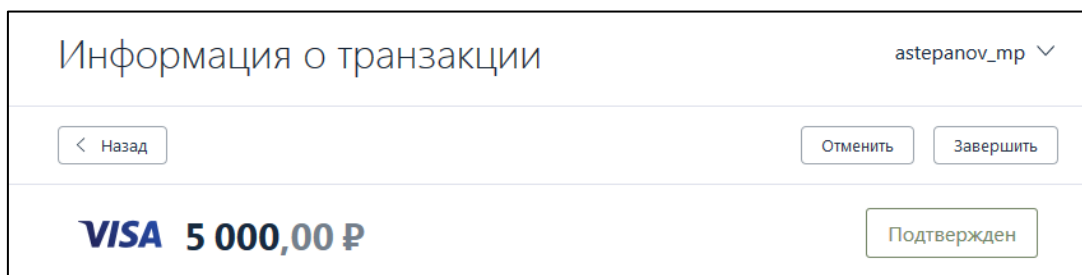 Информация о транзакции
astepanov_mp
Назад
Отменить
Завершить
VISA 5 000,00 ₽
Подтвержден